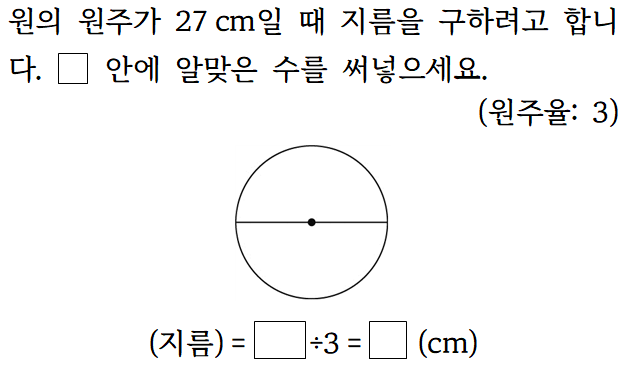 원의 원주가 27 cm일 때 지름을 구하려고 합니
다. □ 안에 알맞은 수를 써넣으세요.
(원주율: 3)
(지름) = □ ÷3 = □ (cm)